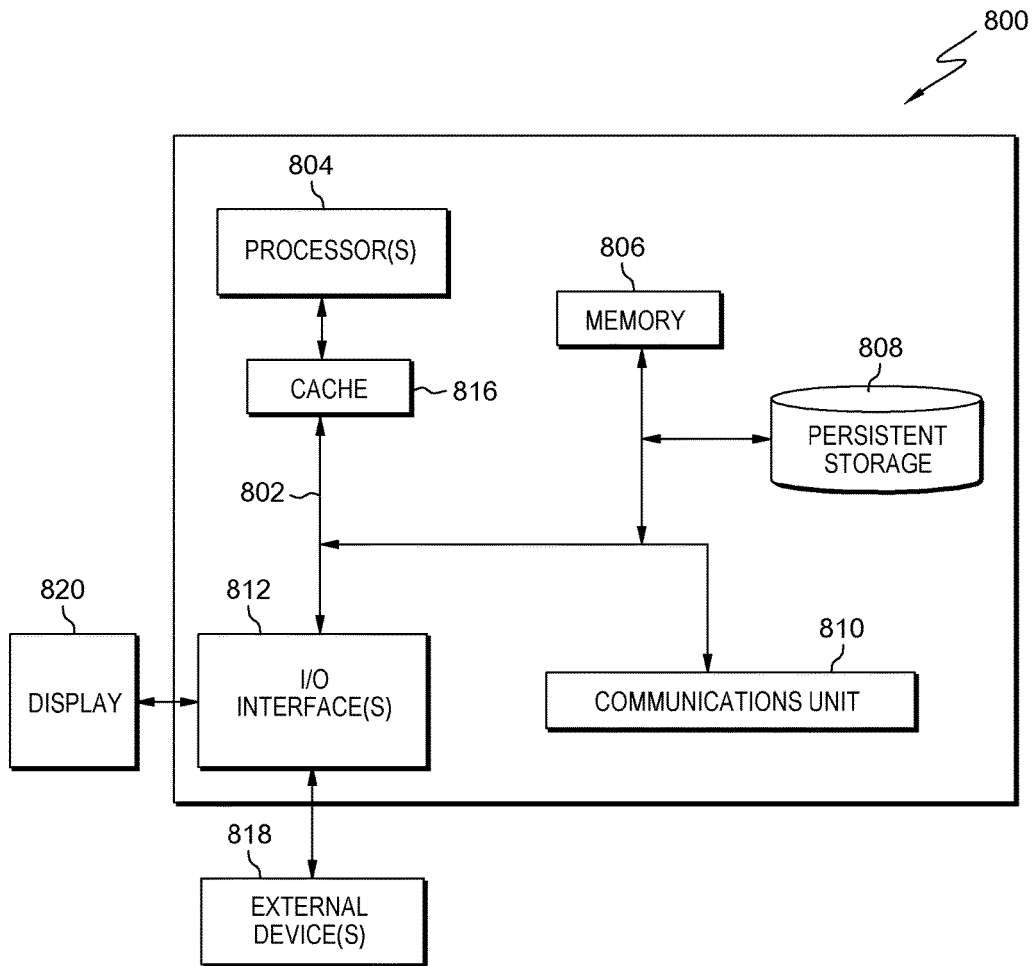 800
804
PROCESSOR(S)
806
MEMORY
808
PERSISTENT
STORAGE
CACHE
816
802
820
DISPLAY
812
I/O
INTERFACE(S)
810
COMMUNICATIONS UNIT
818
EXTERNAL
DEVICE(S)